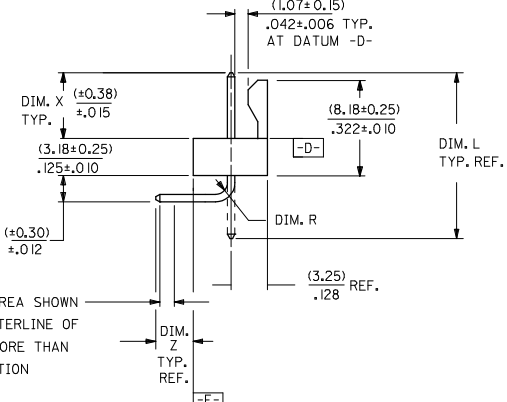 (1.07±0.15)
.042±.006 TYP.
AT DATUM -D-
DIM. X (±0.38)
±.015
TYP.
(8.18±0.25)
.322±.010
(3.18±0.25)
.125±.010
-D-
DIM. L
TYP. REF.
DIM. R
(±0.30)
±.012
(3.25) REF.
.128
REA SHOWN
TERLINE OF
ORE THAN
TION
DIM.
Z
TYP.
REF.
-E-